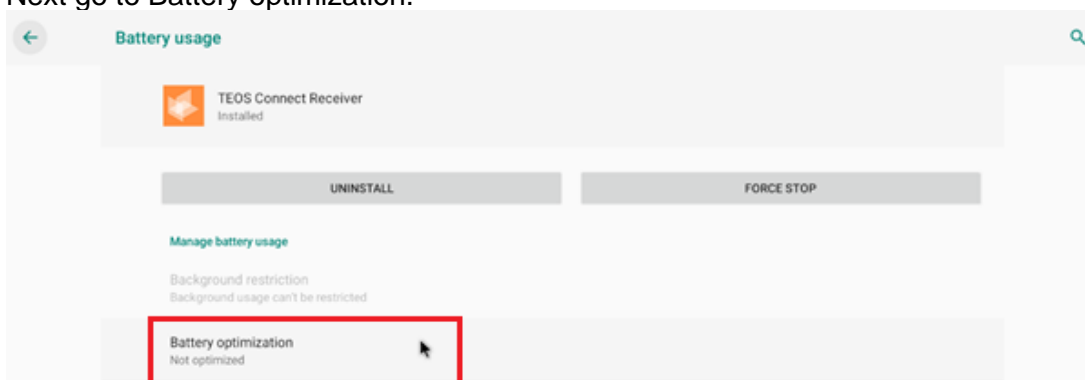 Next go to Battery optimization.
Battery usage
TEOS Connect Receiver
Installed
UNINSTALL
FORCE STOP
Manage battery usage
Background restriction
Background usage can't be restricted
Battery optimization
Not optimized